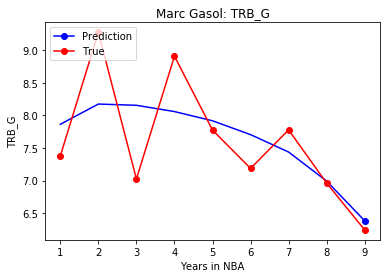 Marc Gasol: TRB_G
Prediction
True
9.0
8.5
8.0
7.5
7.0
6.5
TRB_G
1 2 3 4 5 6 7 8 9
Years in NBA